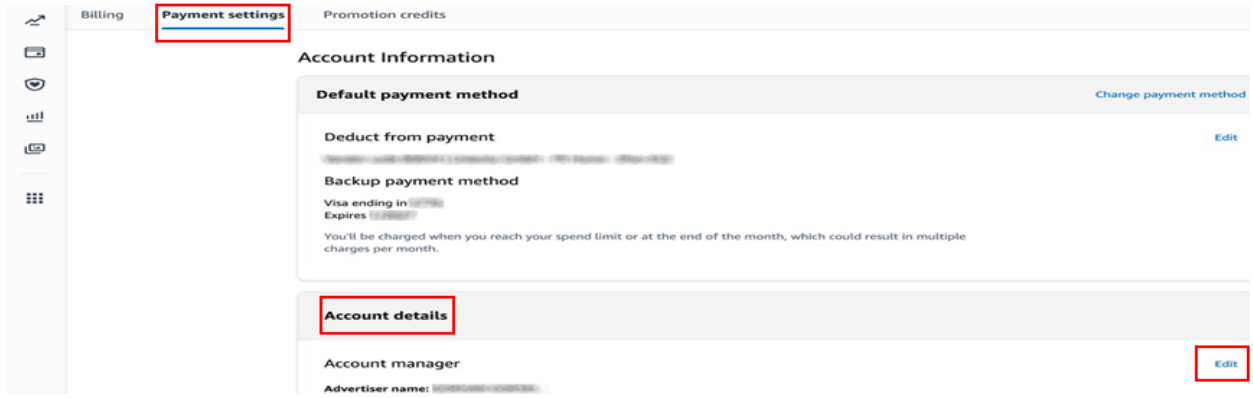 Billing Payment settings Promotion credits
Account Information
Default payment method Change payment method
Deduct from payment Edit
Backup payment method
Visa ending in
Expires
You'll be charged when you reach your spend limit or at the end of the month, which could result in multiple
charges per month.
Account details
Account manager Edit
Advertiser name: